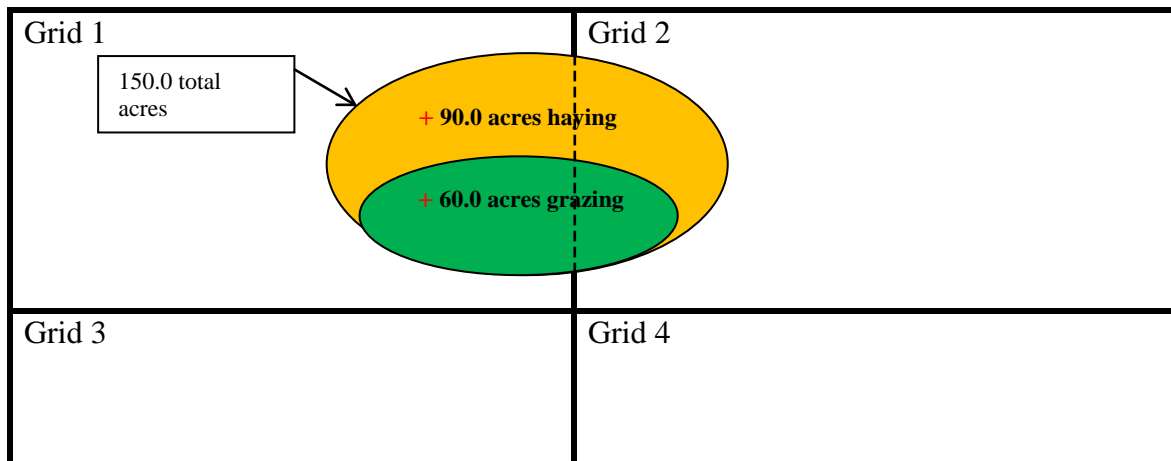 Grid 1
Grid 2
150.0 total
acres
+ 90.0 acres haying
+ 60.0 acres grazing
Grid 3
Grid 4